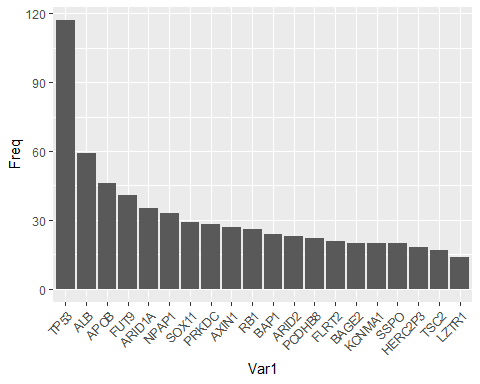 120
90
60
30
0
Freq
TP53 ALB APOB FUT9 ARID1A NPAP1 SOX11 PRKDC AXIN1 RB1 BAP1 ARID2 PCDHB8 FLRT2 BAGE2 KCNMA1 SSPO HERC2P3 TSC2 LZTR1
Var1